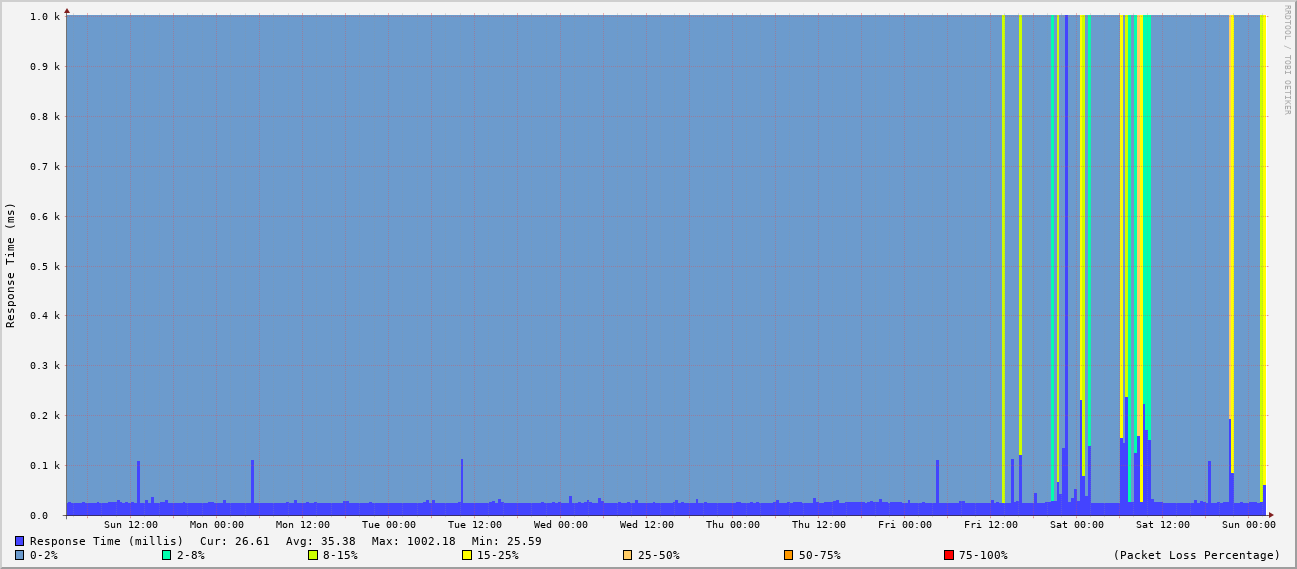 1.0 k
0.9 k
0.8 k
0.7 k
0.6 k
0.5 k
0.4 k
0.3 k
0.2 k
0.1 k
0.0
Response Time (ms)
RRDTOOL / TOBI OETIKER
Sun 12:00 Mon 00:00 Mon 12:00 Tue 00:00 Tue 12:00 Wed 00:00 Wed 12:00 Thu 00:00 Thu 12:00 Fri 00:00 Fri 12:00 Sat 00:00 Sat 12:00 Sun 00:00
Response Time (millis) Cur: 26.61 Avg: 35.38 Max: 1002.18 Min: 25.59
0-2% 2-8% 8-15% 15-25% 25-50% 50-75% 75-100% (Packet Loss Percentage)